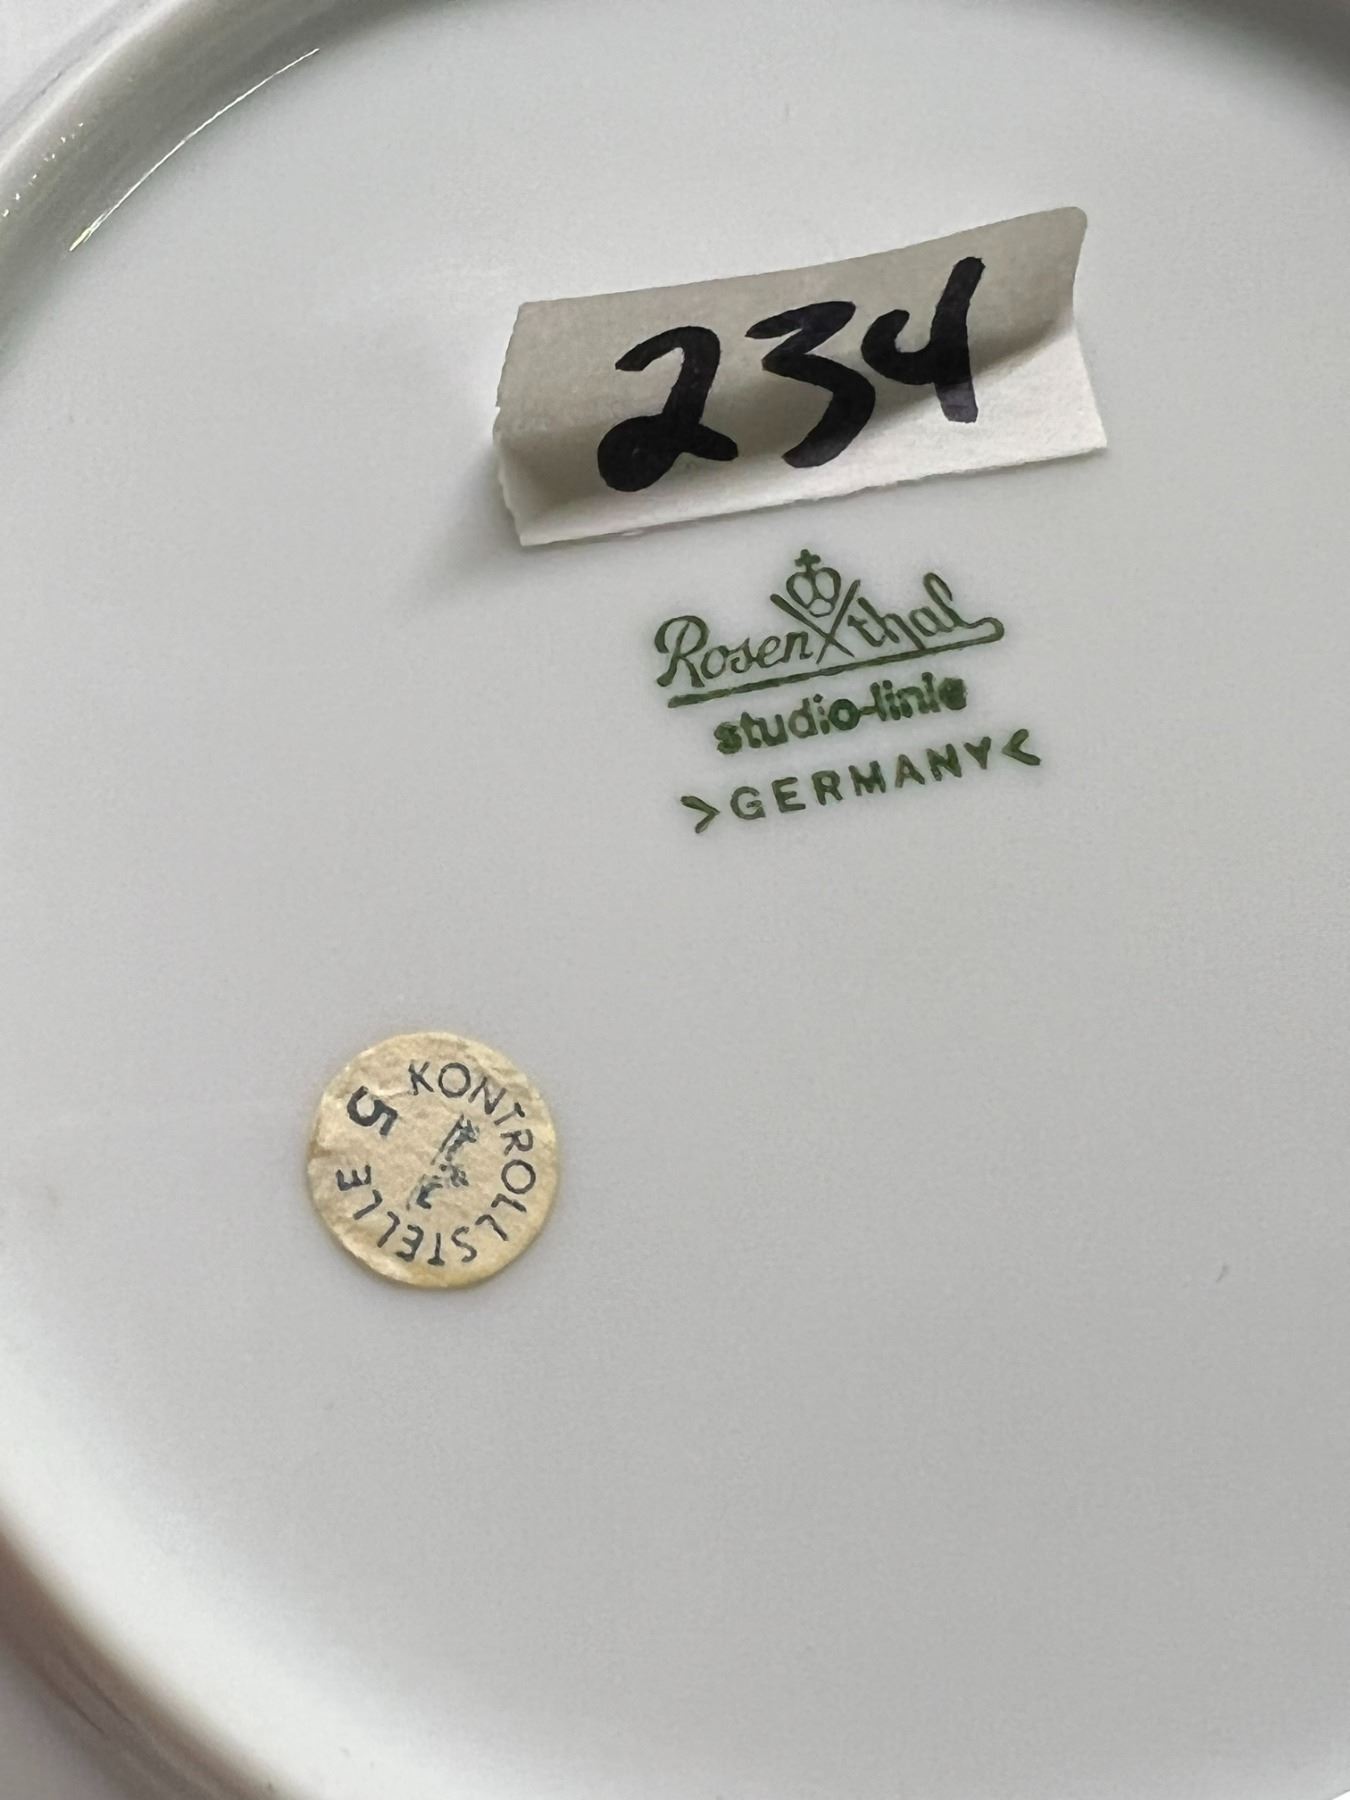 234
Rosenthal
studio-linie
>GERMANY<
KONTROLLSTELLE 5